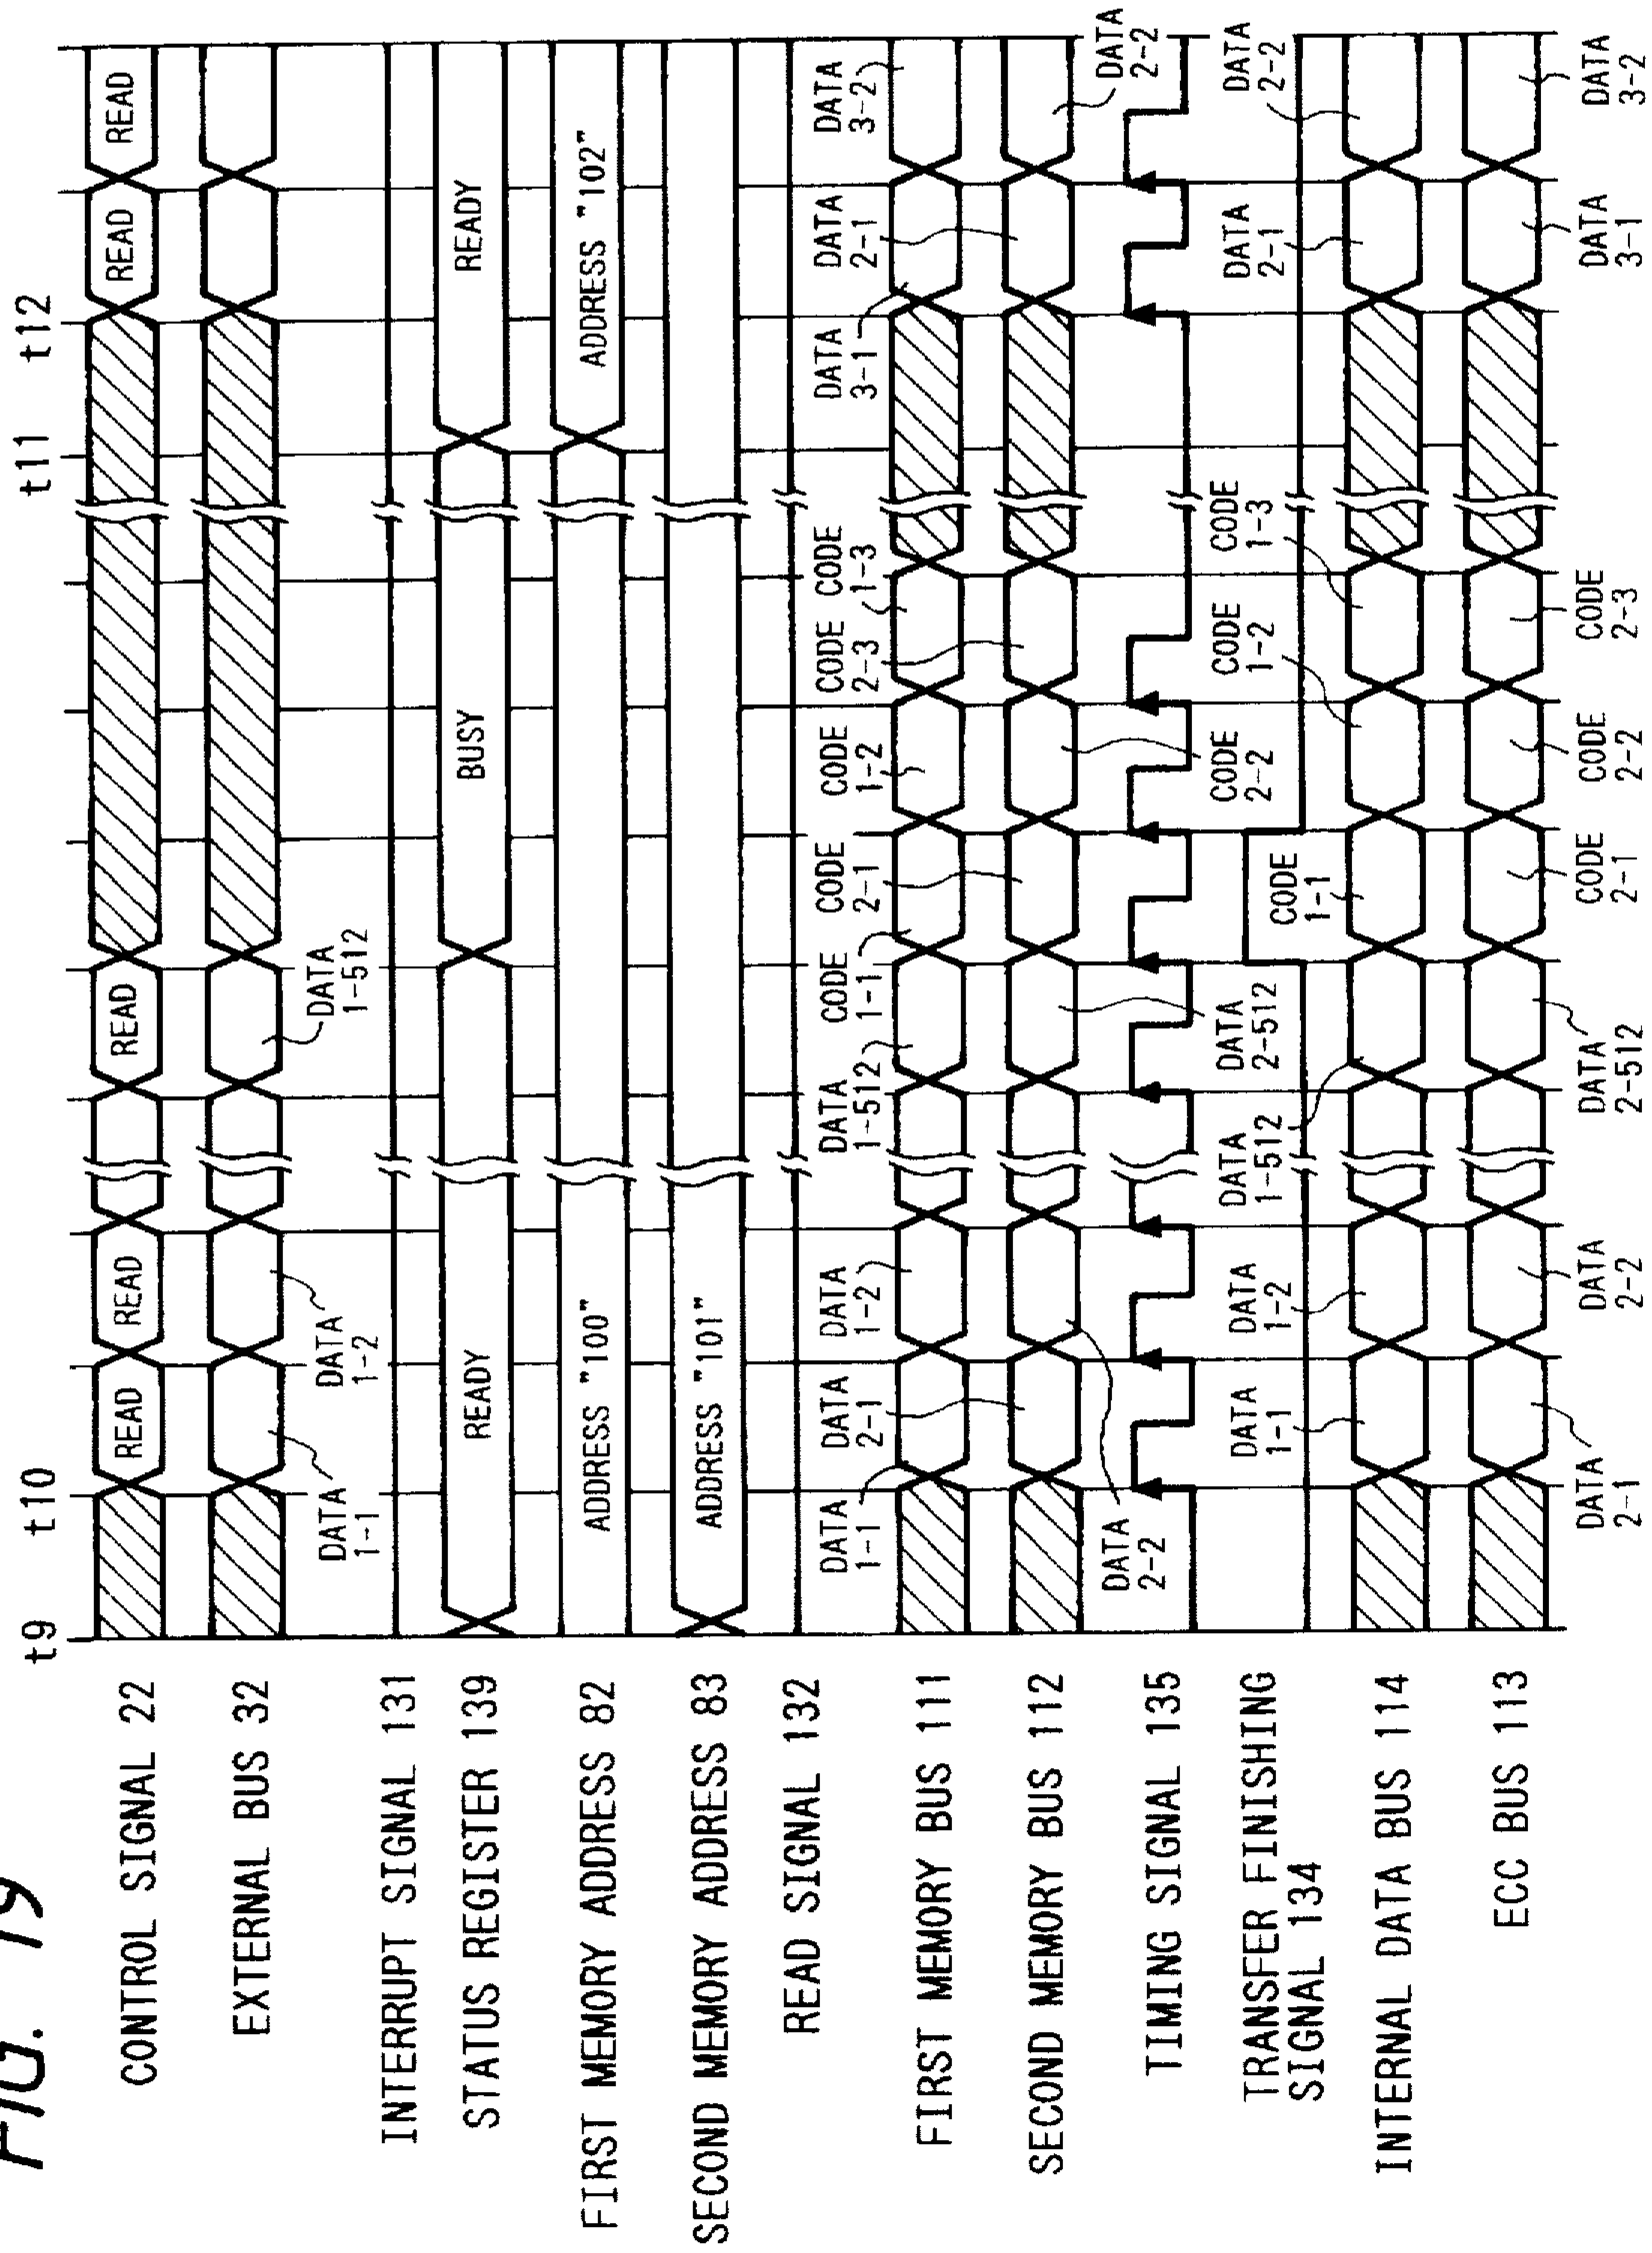 FIG. 19
t9 t10 t11 t12
CONTROL SIGNAL 22
READ READ READ READ READ
EXTERNAL BUS 32
DATA 1-1
DATA 1-2
DATA 1-512
INTERRUPT SIGNAL 131
STATUS REGISTER 139
READY BUSY READY
FIRST MEMORY ADDRESS 82
ADDRESS "100" ADDRESS "102"
SECOND MEMORY ADDRESS 83
ADDRESS "101"
READ SIGNAL 132
DATA 1-1
DATA 2-1
DATA 1-2
DATA 1-512
CODE 1-1
CODE 2-1
CODE 1-2
CODE 2-3
CODE 1-3
DATA 3-1
DATA 2-1
DATA 3-2
FIRST MEMORY BUS 111
SECOND MEMORY BUS 112
DATA 2-2
DATA 2-2
TIMING SIGNAL 135
DATA 2-512
CODE 2-2
TRANSFER FINISHING
SIGNAL 134
DATA 1-1
DATA 1-2
DATA 1-512
CODE 1-1
CODE 1-2
CODE 1-3
DATA 2-1
DATA 2-2
INTERNAL DATA BUS 114
ECC BUS 113
DATA 2-1
DATA 2-2
DATA 2-512
CODE 2-1
CODE 2-2
CODE 2-3
DATA 3-1
DATA 3-2